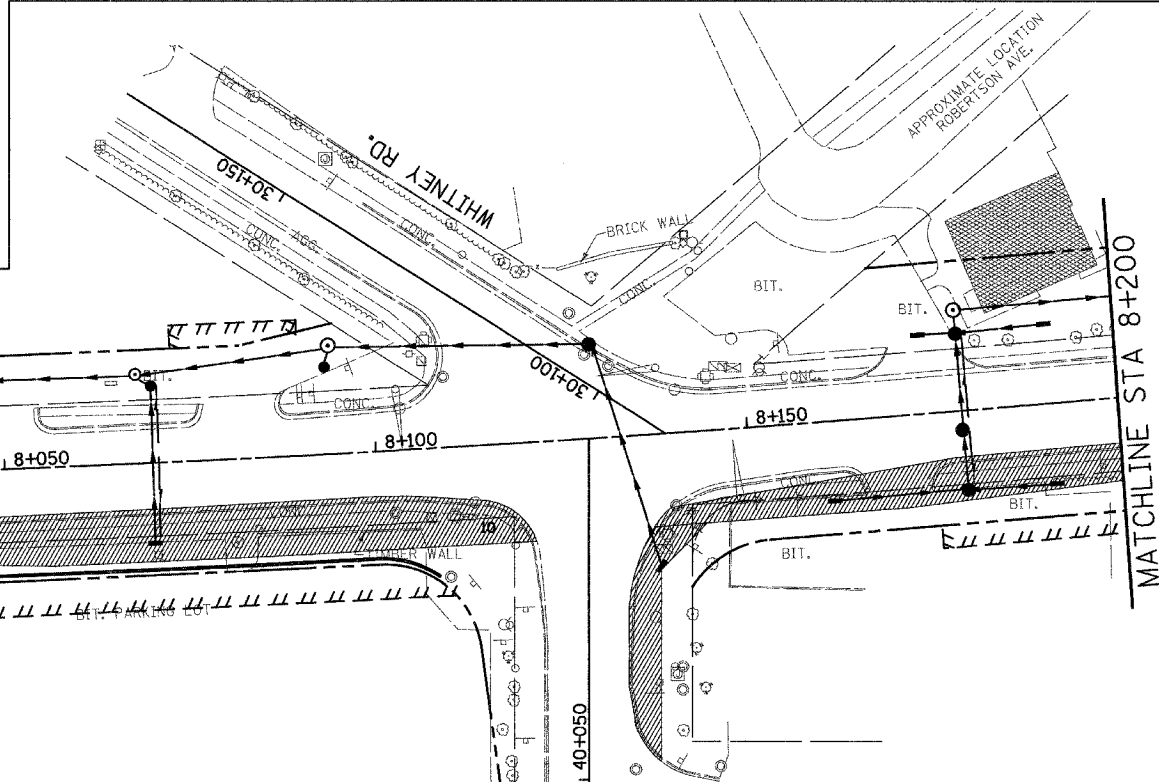 APPROXIMATE LOCATION
ROBERTSON AVE.
WHITNEY RD.
30+150
CONC.
CONC. AGG.
BRICK WALL
CONC.
BIT.
BIT.
MATCHLINE STA 8+200
BIT.
30+100
CONC.
CONC.
8+150
8+100
8+050
CONC.
CONC.
10
BIT.
TIMBER WALL
BIT.
BIT. PARKING LOT
40+050